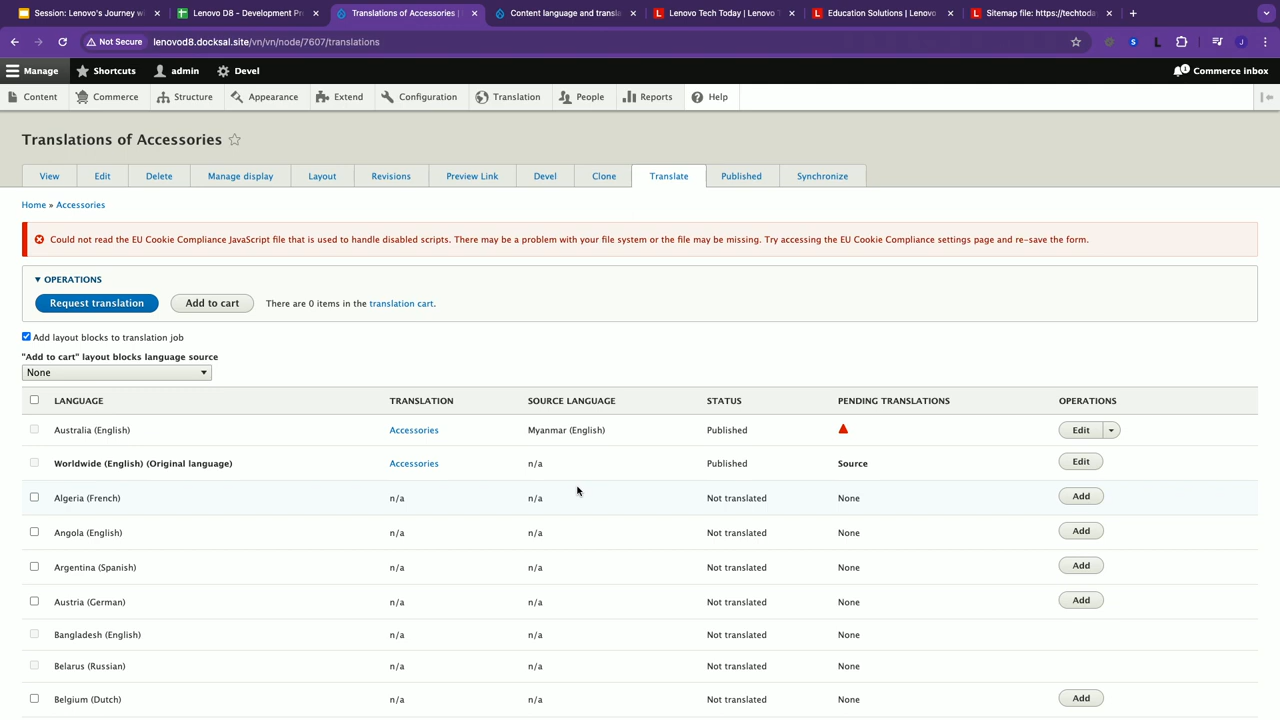 Session: Lenovo's Journey w
Lenovo D8 - Development Pr
Translations of Accessories |
Content language and transla
Lenovo Tech Today | Lenovo T
Education Solutions | Lenovo
Sitemap file: https://techtoda
Not Secure
lenovod8.docksal.site/vn/vn/node/7607/translations
Manage Shortcuts admin Devel Commerce inbox
Content Commerce Structure Appearance Extend Configuration Translation People Reports Help
Translations of Accessories
View Edit Delete Manage display Layout Revisions Preview Link Devel Clone Translate Published Synchronize
Home » Accessories
Could not read the EU Cookie Compliance JavaScript file that is used to handle disabled scripts. There may be a problem with your file system or the file may be missing. Try accessing the EU Cookie Compliance settings page and re-save the form.
OPERATIONS
Request translation Add to cart There are 0 items in the translation cart.
Add layout blocks to translation job
"Add to cart" layout blocks language source
None
LANGUAGE TRANSLATION SOURCE LANGUAGE STATUS PENDING TRANSLATIONS OPERATIONS
Australia (English) Accessories Myanmar (English) Published Edit
Worldwide (English) (Original language) Accessories n/a Published Source Edit
Algeria (French) n/a n/a Not translated None Add
Angola (English) n/a n/a Not translated None Add
Argentina (Spanish) n/a n/a Not translated None Add
Austria (German) n/a n/a Not translated None Add
Bangladesh (English) n/a n/a Not translated None
Belarus (Russian) n/a n/a Not translated None
Belgium (Dutch) n/a n/a Not translated None Add